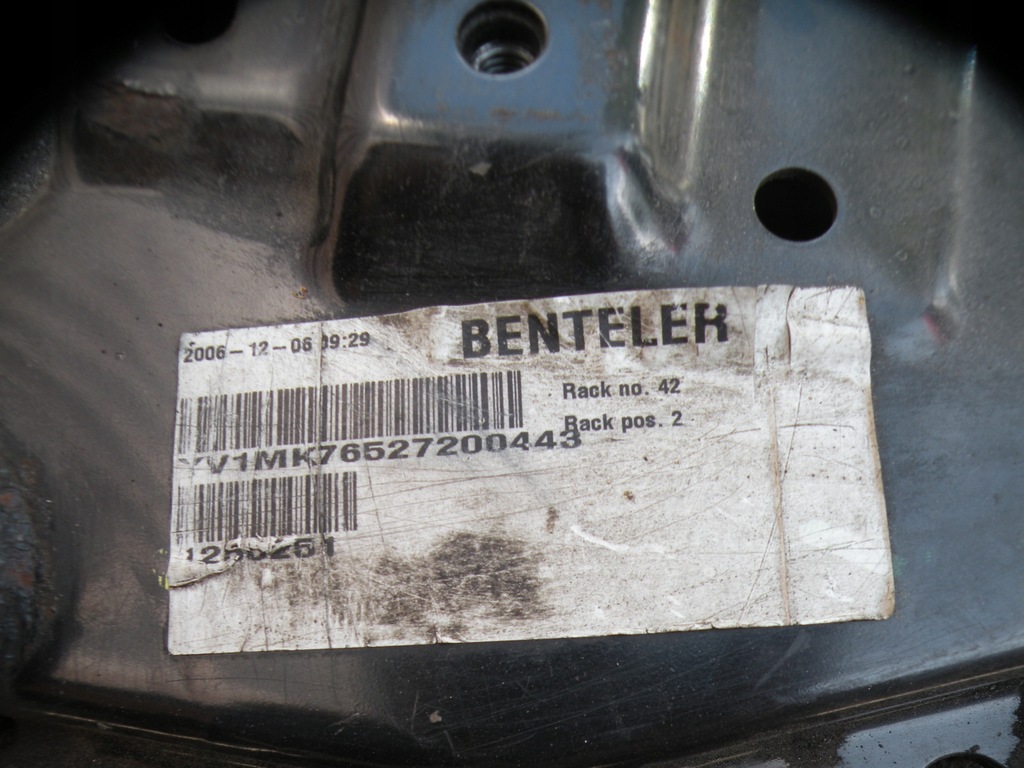 2006-12-06 09:29
BENTELER
Rack no. 42
Rack pos. 2
YV1MK76527200443